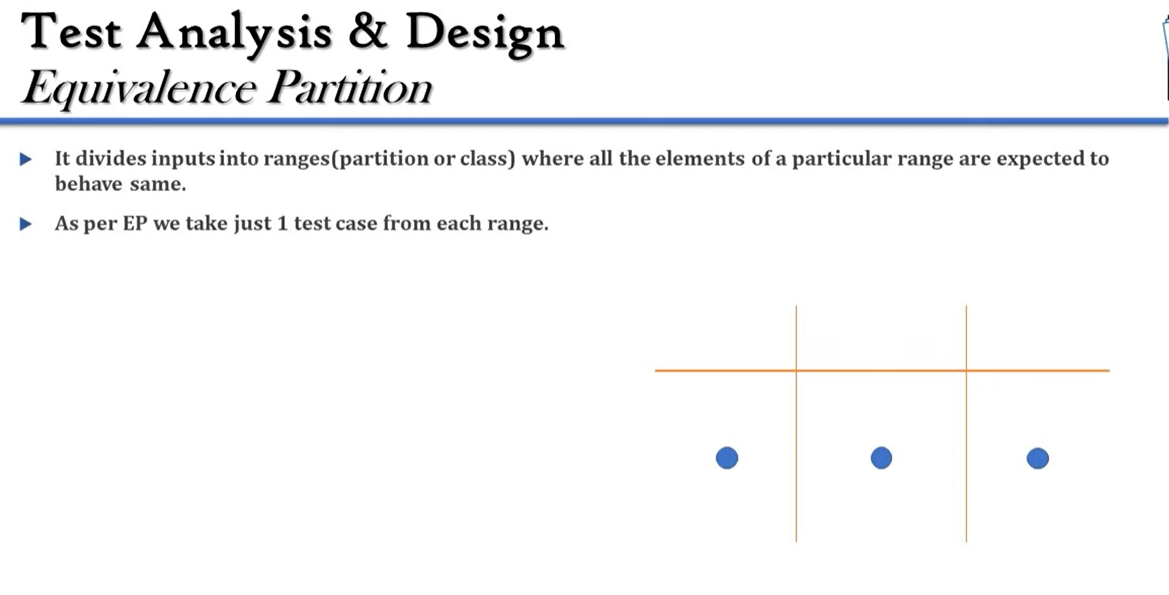 Test Analysis & Design
Equivalence Partition
It divides inputs into ranges(partition or class) where all the elements of a particular range are expected to
behave same.
As per EP we take just 1 test case from each range.